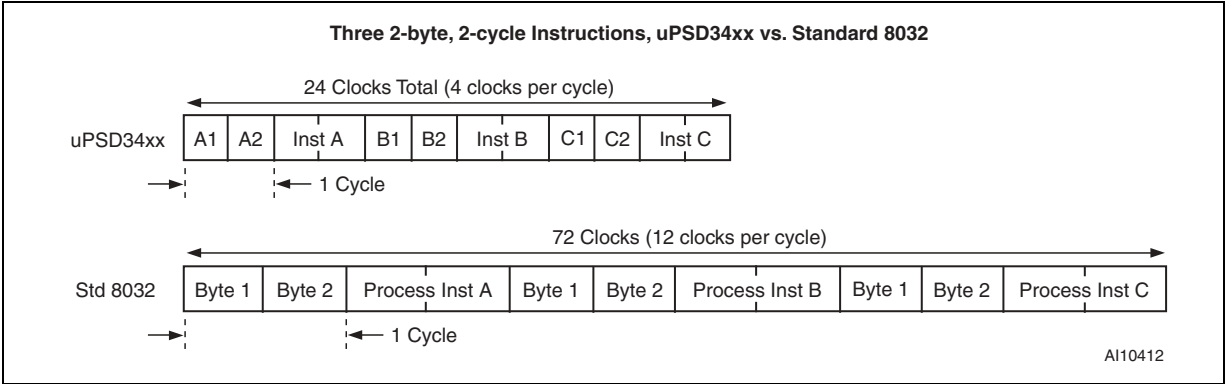 Three 2-byte, 2-cycle Instructions, uPSD34xx vs. Standard 8032
24 Clocks Total (4 clocks per cycle)
uPSD34xx A1 A2 Inst A B1 B2 Inst B C1 C2 Inst C
1 Cycle
72 Clocks (12 clocks per cycle)
Std 8032 Byte 1 Byte 2 Process Inst A Byte 1 Byte 2 Process Inst B Byte 1 Byte 2 Process Inst C
1 Cycle
AI10412